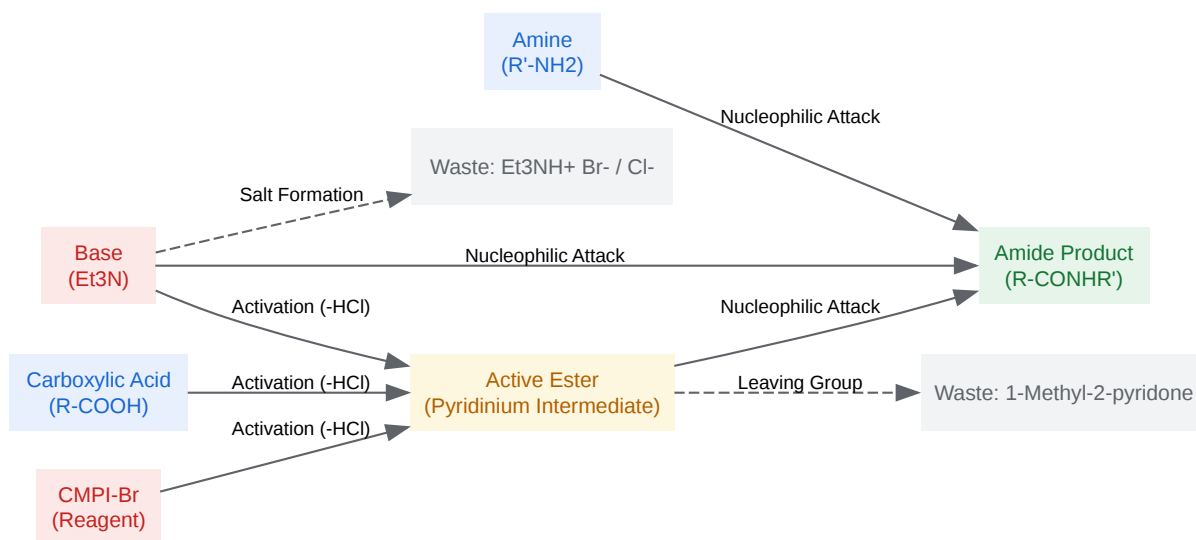 Amine
(R'-NH2)
Nucleophilic Attack
Waste: Et3NH+ Br- / Cl-
Salt Formation
Base
(Et3N)
Nucleophilic Attack
Amide Product
(R-CONHR')
Activation (-HCl)
Nucleophilic Attack
Carboxylic Acid
(R-COOH)
Activation (-HCl)
Active Ester
(Pyridinium Intermediate)
Leaving Group
Waste: 1-Methyl-2-pyridone
Activation (-HCl)
CMPI-Br
(Reagent)